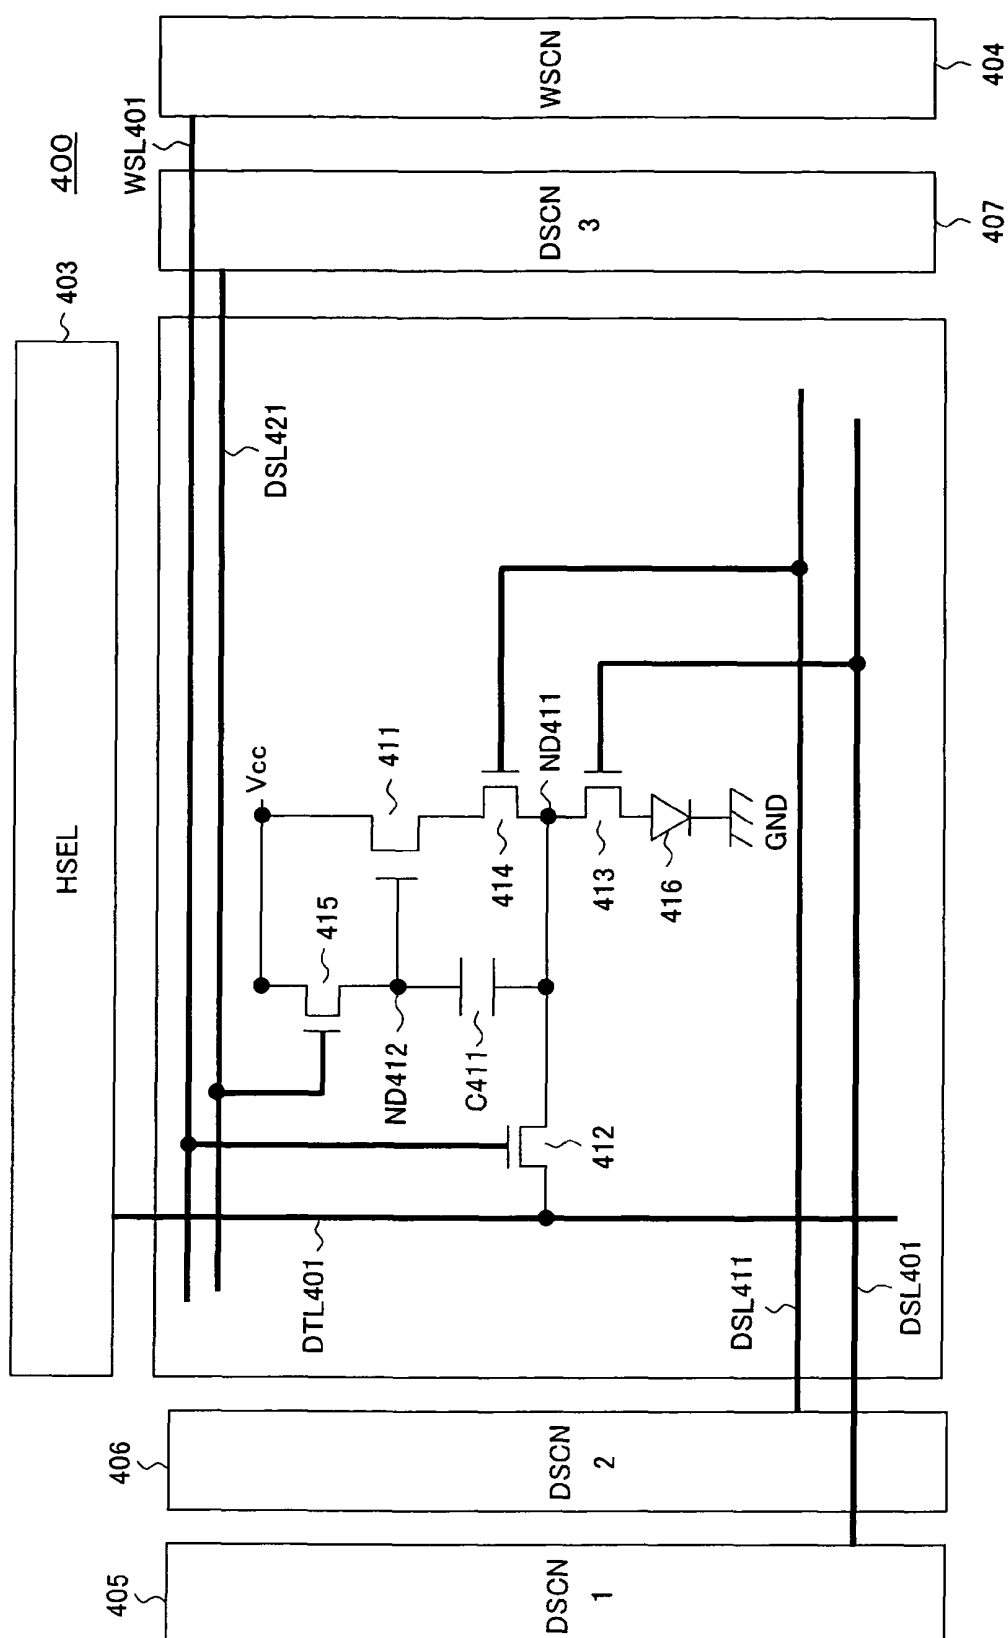 400
HSEL
403
WSCN
404
WSL401
DSCN
3
407
DSL421
Vcc
415
411
ND412
C411
414
ND411
413
416
GND
412
DTL401
DSL411
DSL401
DSCN
2
406
DSCN
1
405